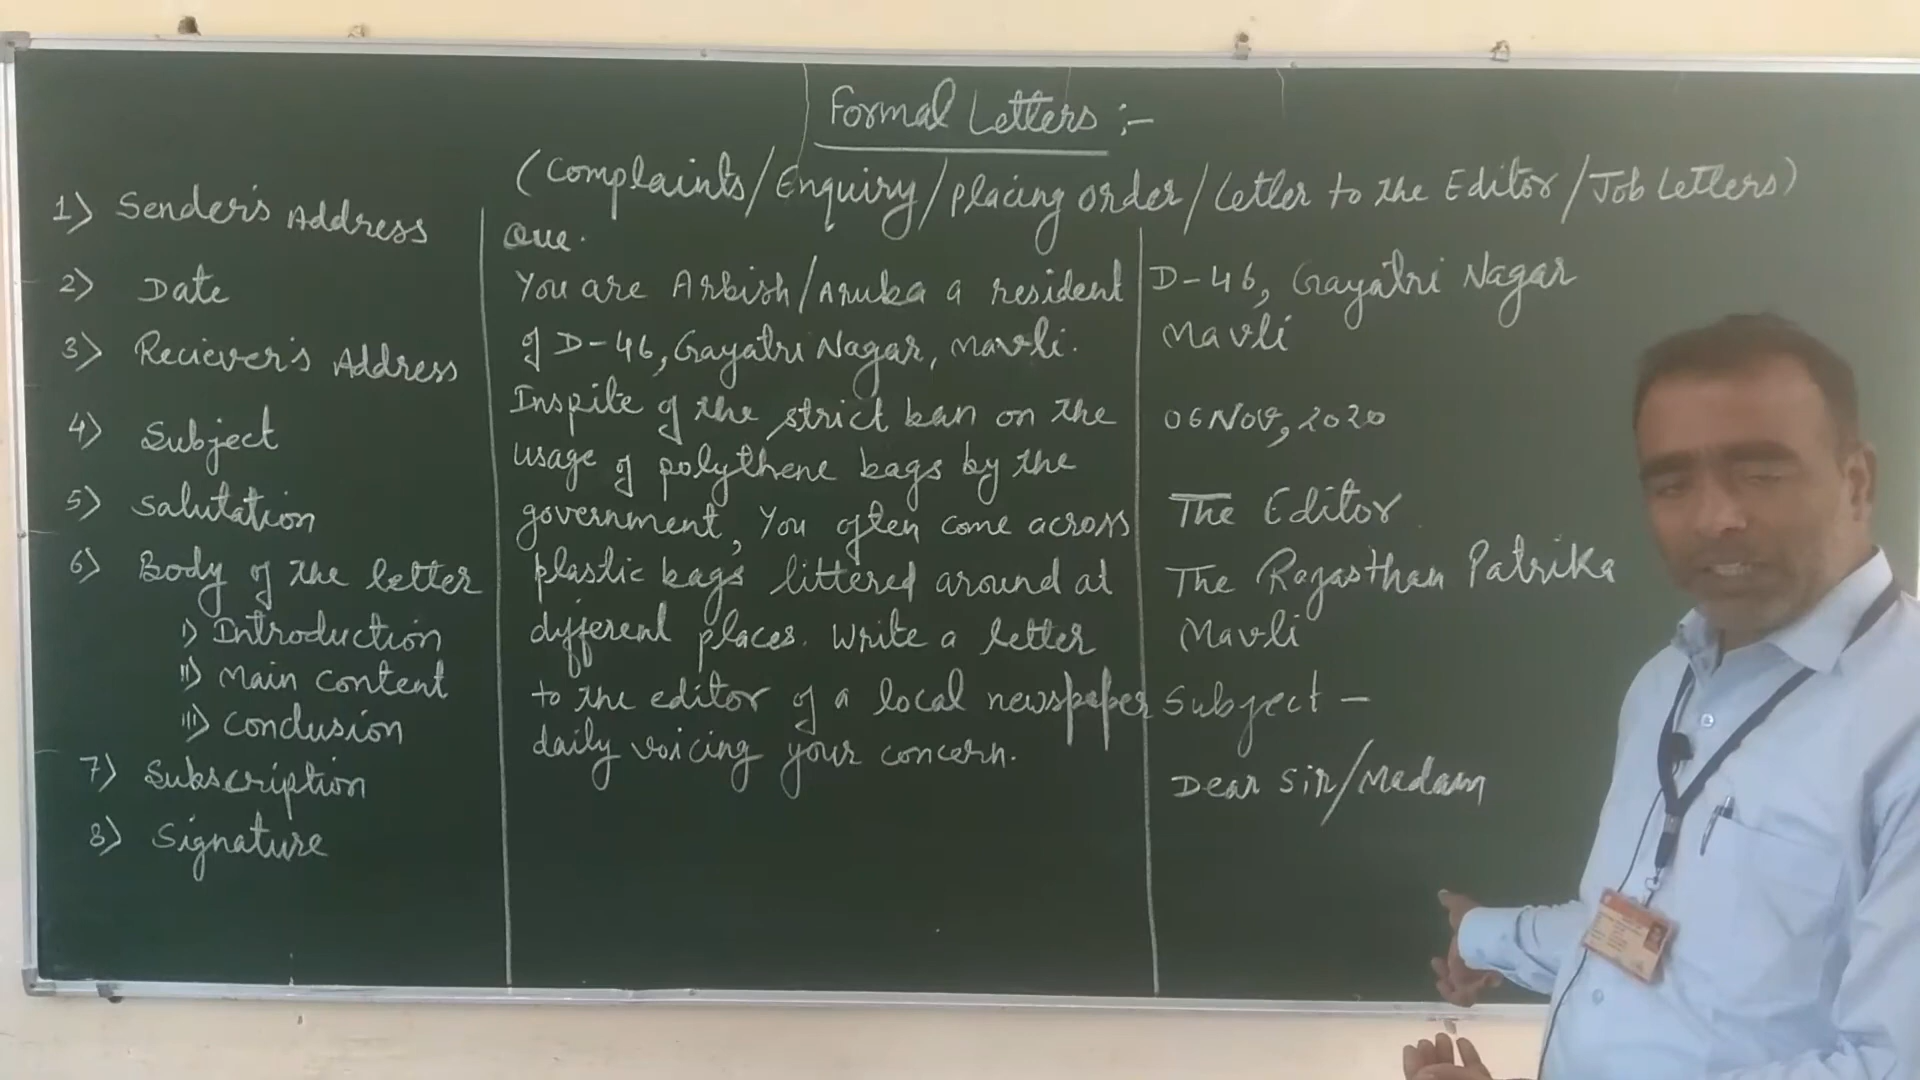 Formal Letters :-
(Complaints/Enquiry/placing order/Letter to the Editor/Job Letters)
1) Sender's Address
2) Date
3) Reciever's Address
4) Subject
5) Salutation
6) Body of the letter
i) Introduction
ii) Main content
iii) Conclusion
7) Subscription
8) Signature
Que.
You are Arbish/Aruba a resident
of D-46, Gayatri Nagar, Mavli.
Inspite of the strict ban on the
usage of polythene bags by the
government, You often come across
plastic bags littered around at
different places. Write a letter
to the editor of a local newspeper
daily voicing your concern.
D-46, Gayatri Nagar
Mavli
06 Nov, 2020
The Editor
The Rajasthan Patrika
Mavli
Subject -
Dear Sir/Madam